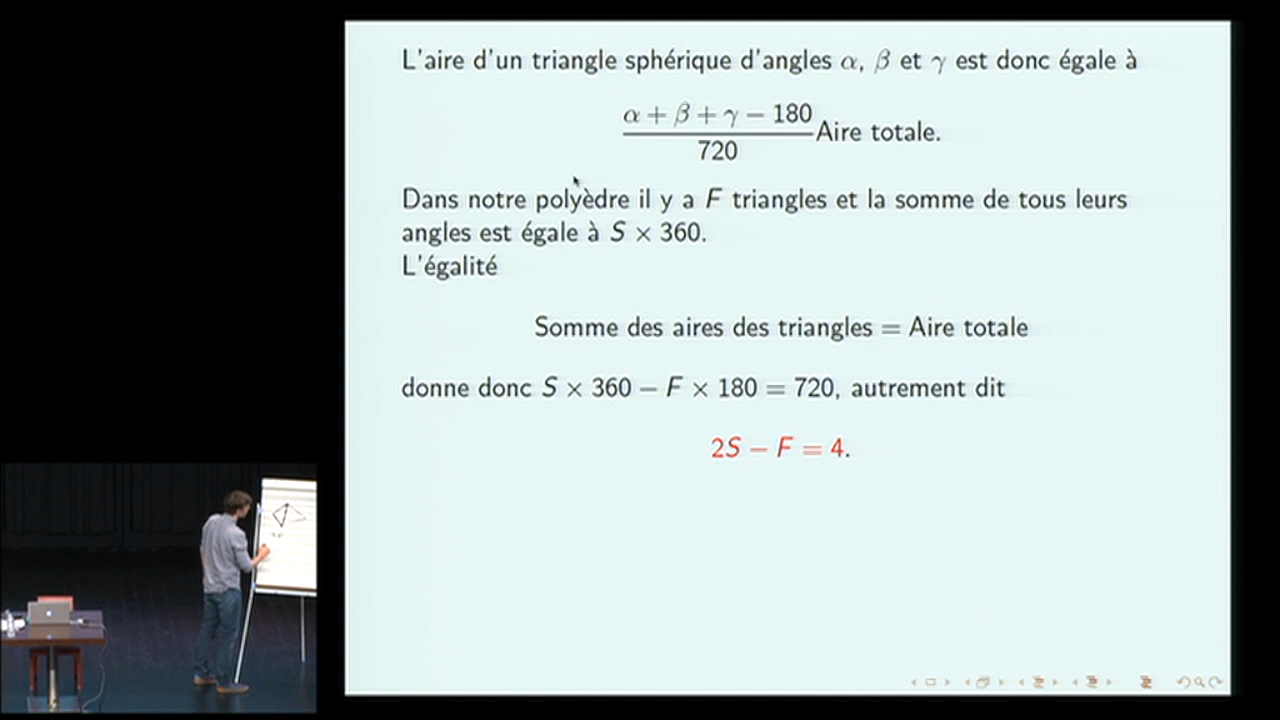 L'aire d'un triangle sphérique d'angles α, β et γ est donc égale à
α + β + γ − 180
720
Aire totale.
Dans notre polyèdre il y a F triangles et la somme de tous leurs
angles est égale à S × 360.
L'égalité
Somme des aires des triangles = Aire totale
donne donc S × 360 − F × 180 = 720, autrement dit
2S − F = 4.